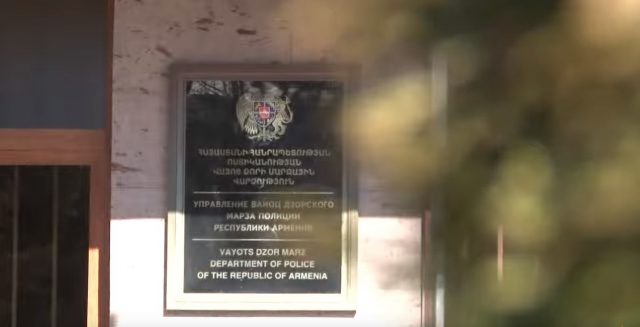 ՀԱՅԱՍՏԱՆԻ ՀԱՆՐԱՊԵՏՈՒԹՅԱՆ
ՈՍՏԻԿԱՆՈՒԹՅԱՆ
ՎԱՅՈՑ ՁՈՐԻ ՄԱՐԶԱՅԻՆ
ՎԱՐՉՈՒԹՅՈՒՆ
УПРАВЛЕНИЕ ВАЙОЦ ДЗОРСКОГО
МАРЗА ПОЛИЦИИ
РЕСПУБЛИКИ АРМЕНИЯ
VAYOTS DZOR MARZ
DEPARTMENT OF POLICE
OF THE REPUBLIC OF ARMENIA